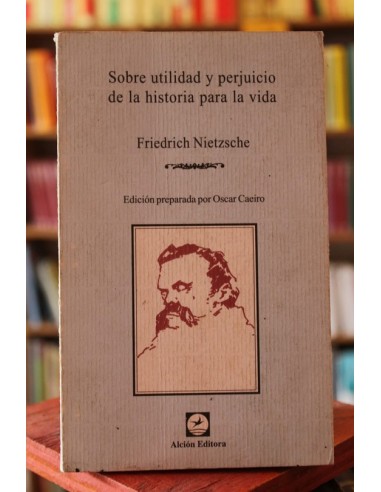 Sobre utilidad y perjuicio
de la historia para la vida
Friedrich Nietzsche
Edición preparada por Oscar Caeiro
Alción Editora